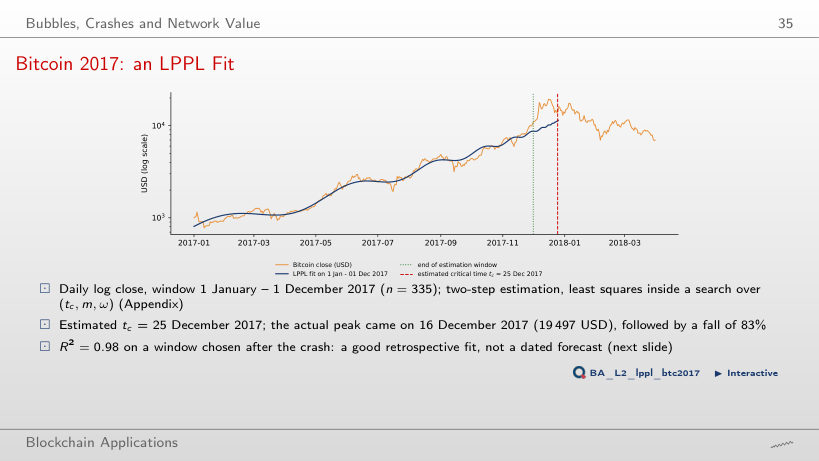 Bubbles, Crashes and Network Value 35
Bitcoin 2017: an LPPL Fit
USD (log scale)
10⁴
10³
2017-01 2017-03 2017-05 2017-07 2017-09 2017-11 2018-01 2018-03
Bitcoin close (USD) end of estimation window
LPPL fit on 1 Jan - 01 Dec 2017 estimated critical time t_c = 25 Dec 2017
Daily log close, window 1 January – 1 December 2017 (n = 335); two-step estimation, least squares inside a search over
(t_c, m, ω) (Appendix)
Estimated t_c = 25 December 2017; the actual peak came on 16 December 2017 (19 497 USD), followed by a fall of 83%
R² = 0.98 on a window chosen after the crash: a good retrospective fit, not a dated forecast (next slide)
BA_L2_lppl_btc2017 ▶ Interactive
Blockchain Applications